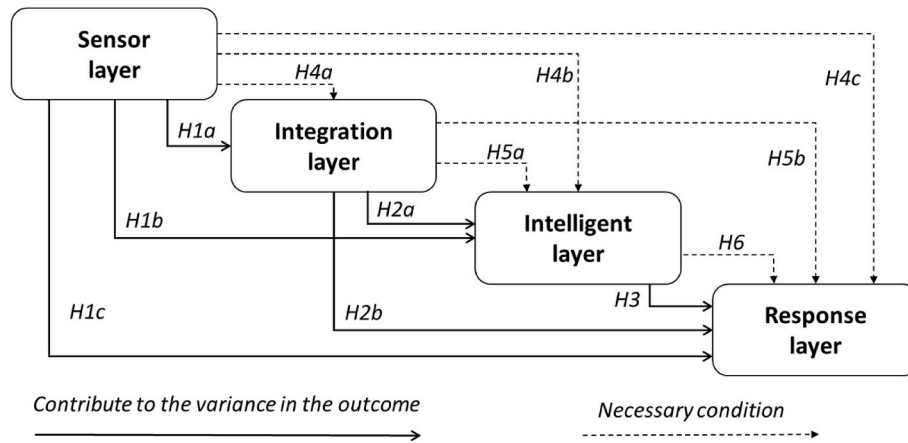 Sensor
layer
H4a
H4b
H4c
H1a
Integration
layer
H5a
H5b
H1b
H2a
Intelligent
layer
H6
H1c
H2b
H3
Response
layer
Contribute to the variance in the outcome
Necessary condition